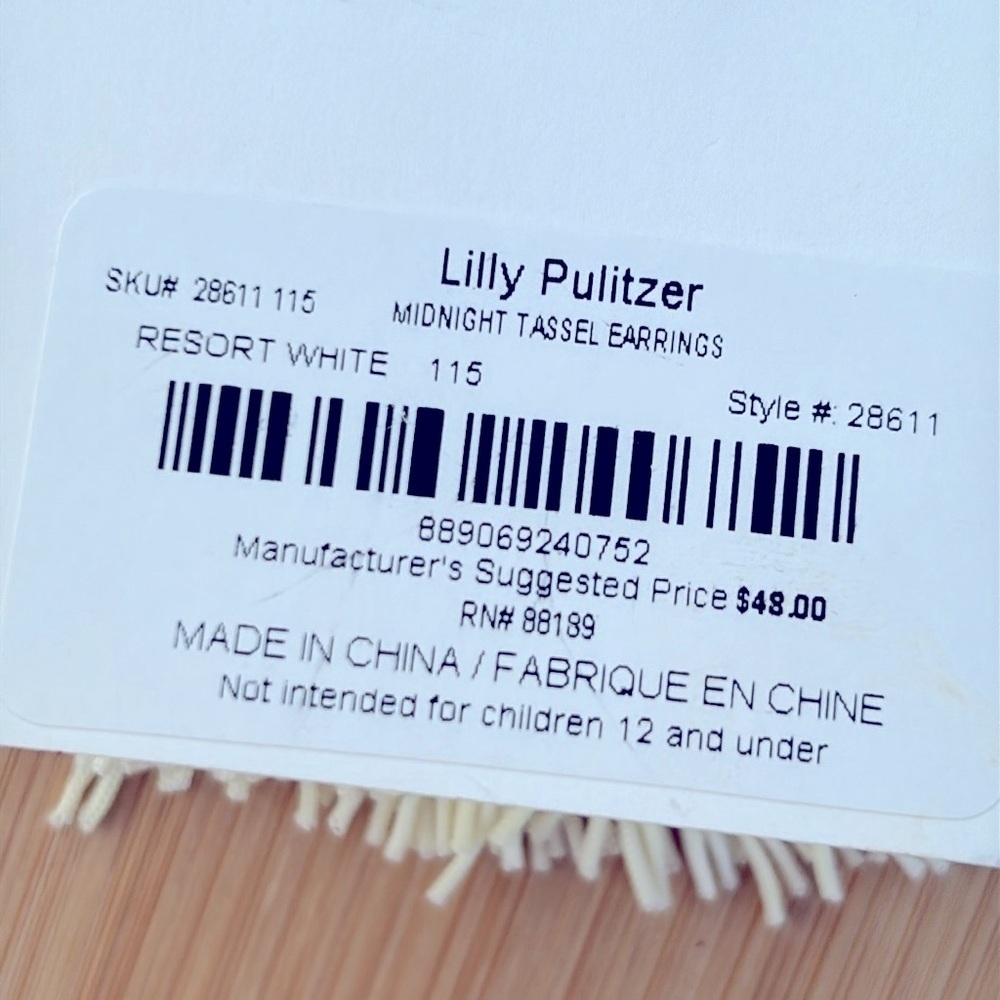 Lilly Pulitzer
SKU# 28611 115
MIDNIGHT TASSEL EARRINGS
RESORT WHITE 115
Style #: 28611
889069240752
Manufacturer's Suggested Price $48.00
RN# 88189
MADE IN CHINA / FABRIQUE EN CHINE
Not intended for children 12 and under